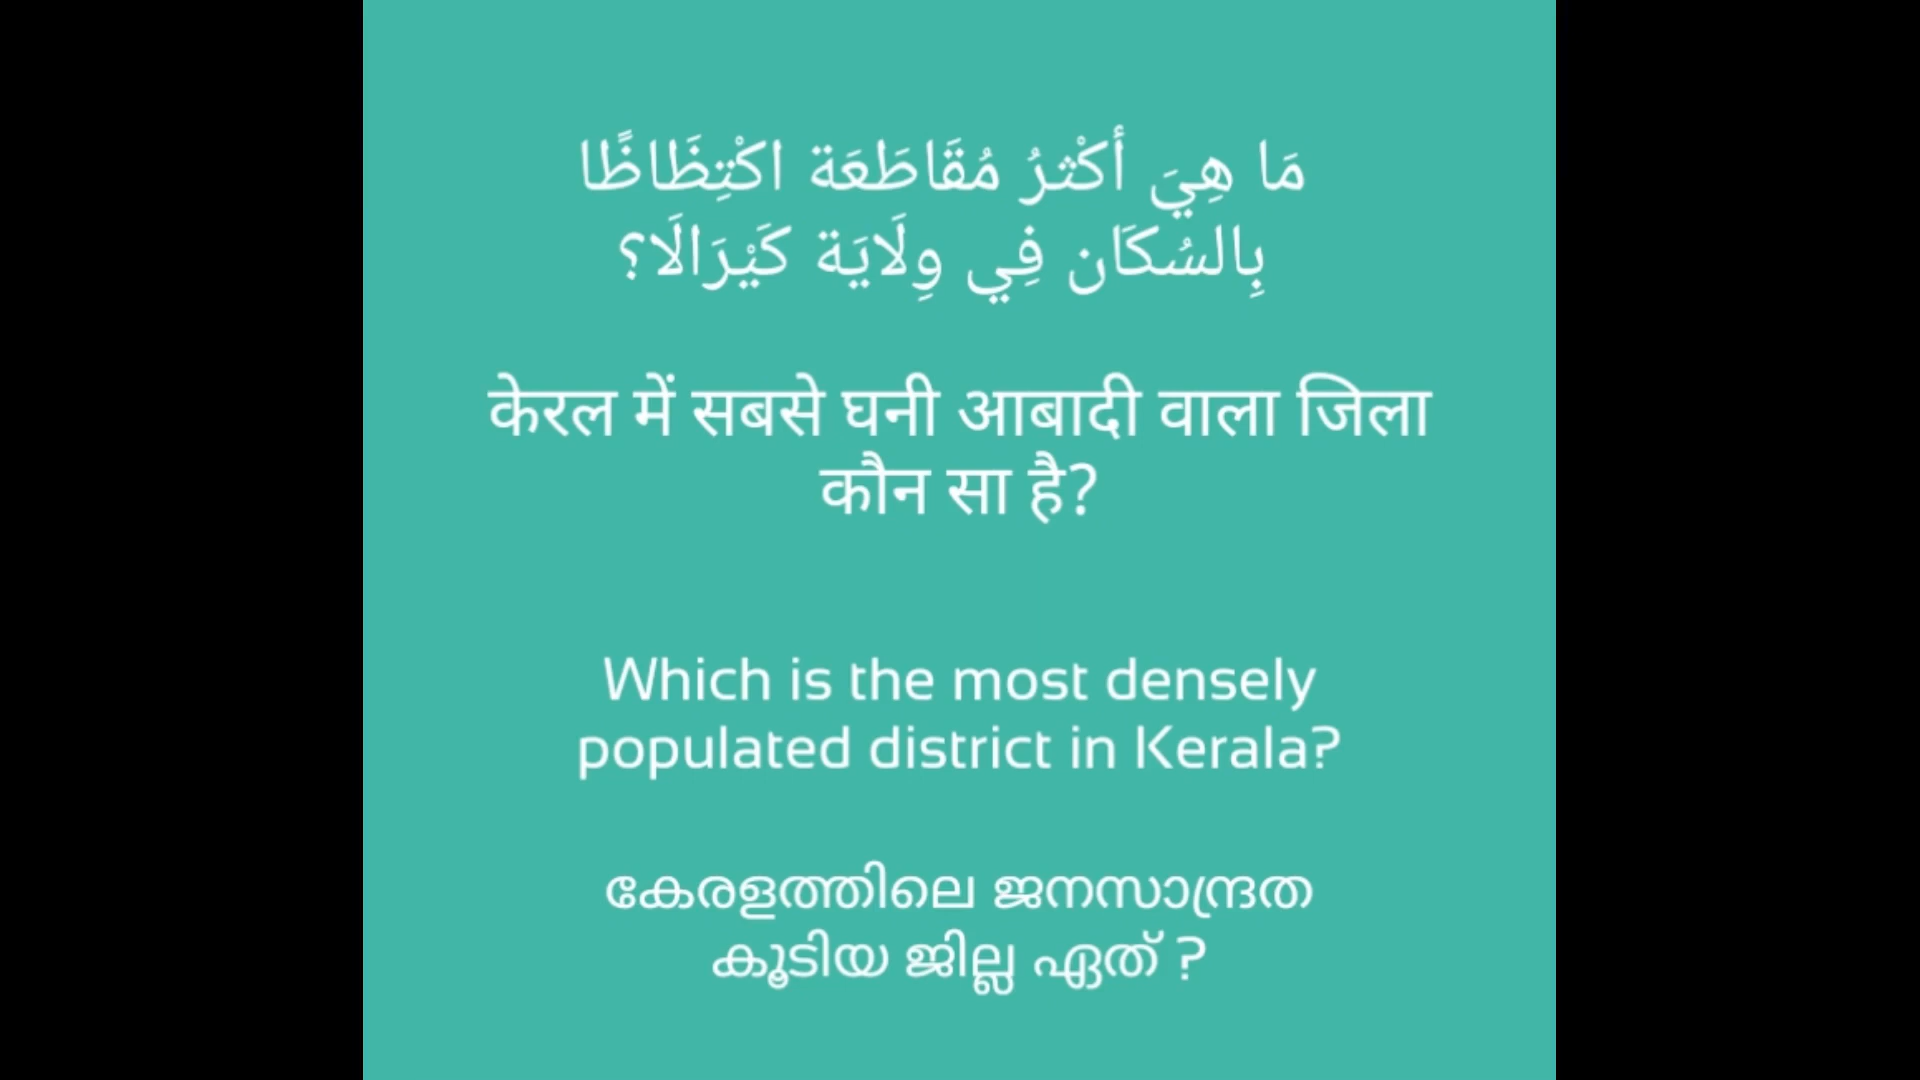 مَا هِيَ أَكْثرُ مُقَاطَعَة اكْتِظَاظًا
بِالسُكَان فِي وِلَايَة كَيْرَالَا؟
केरल में सबसे घनी आबादी वाला जिला
कौन सा है?
Which is the most densely
populated district in Kerala?
കേരളത്തിലെ ജനസാന്ദ്രത
കൂടിയ ജില്ല ഏത് ?